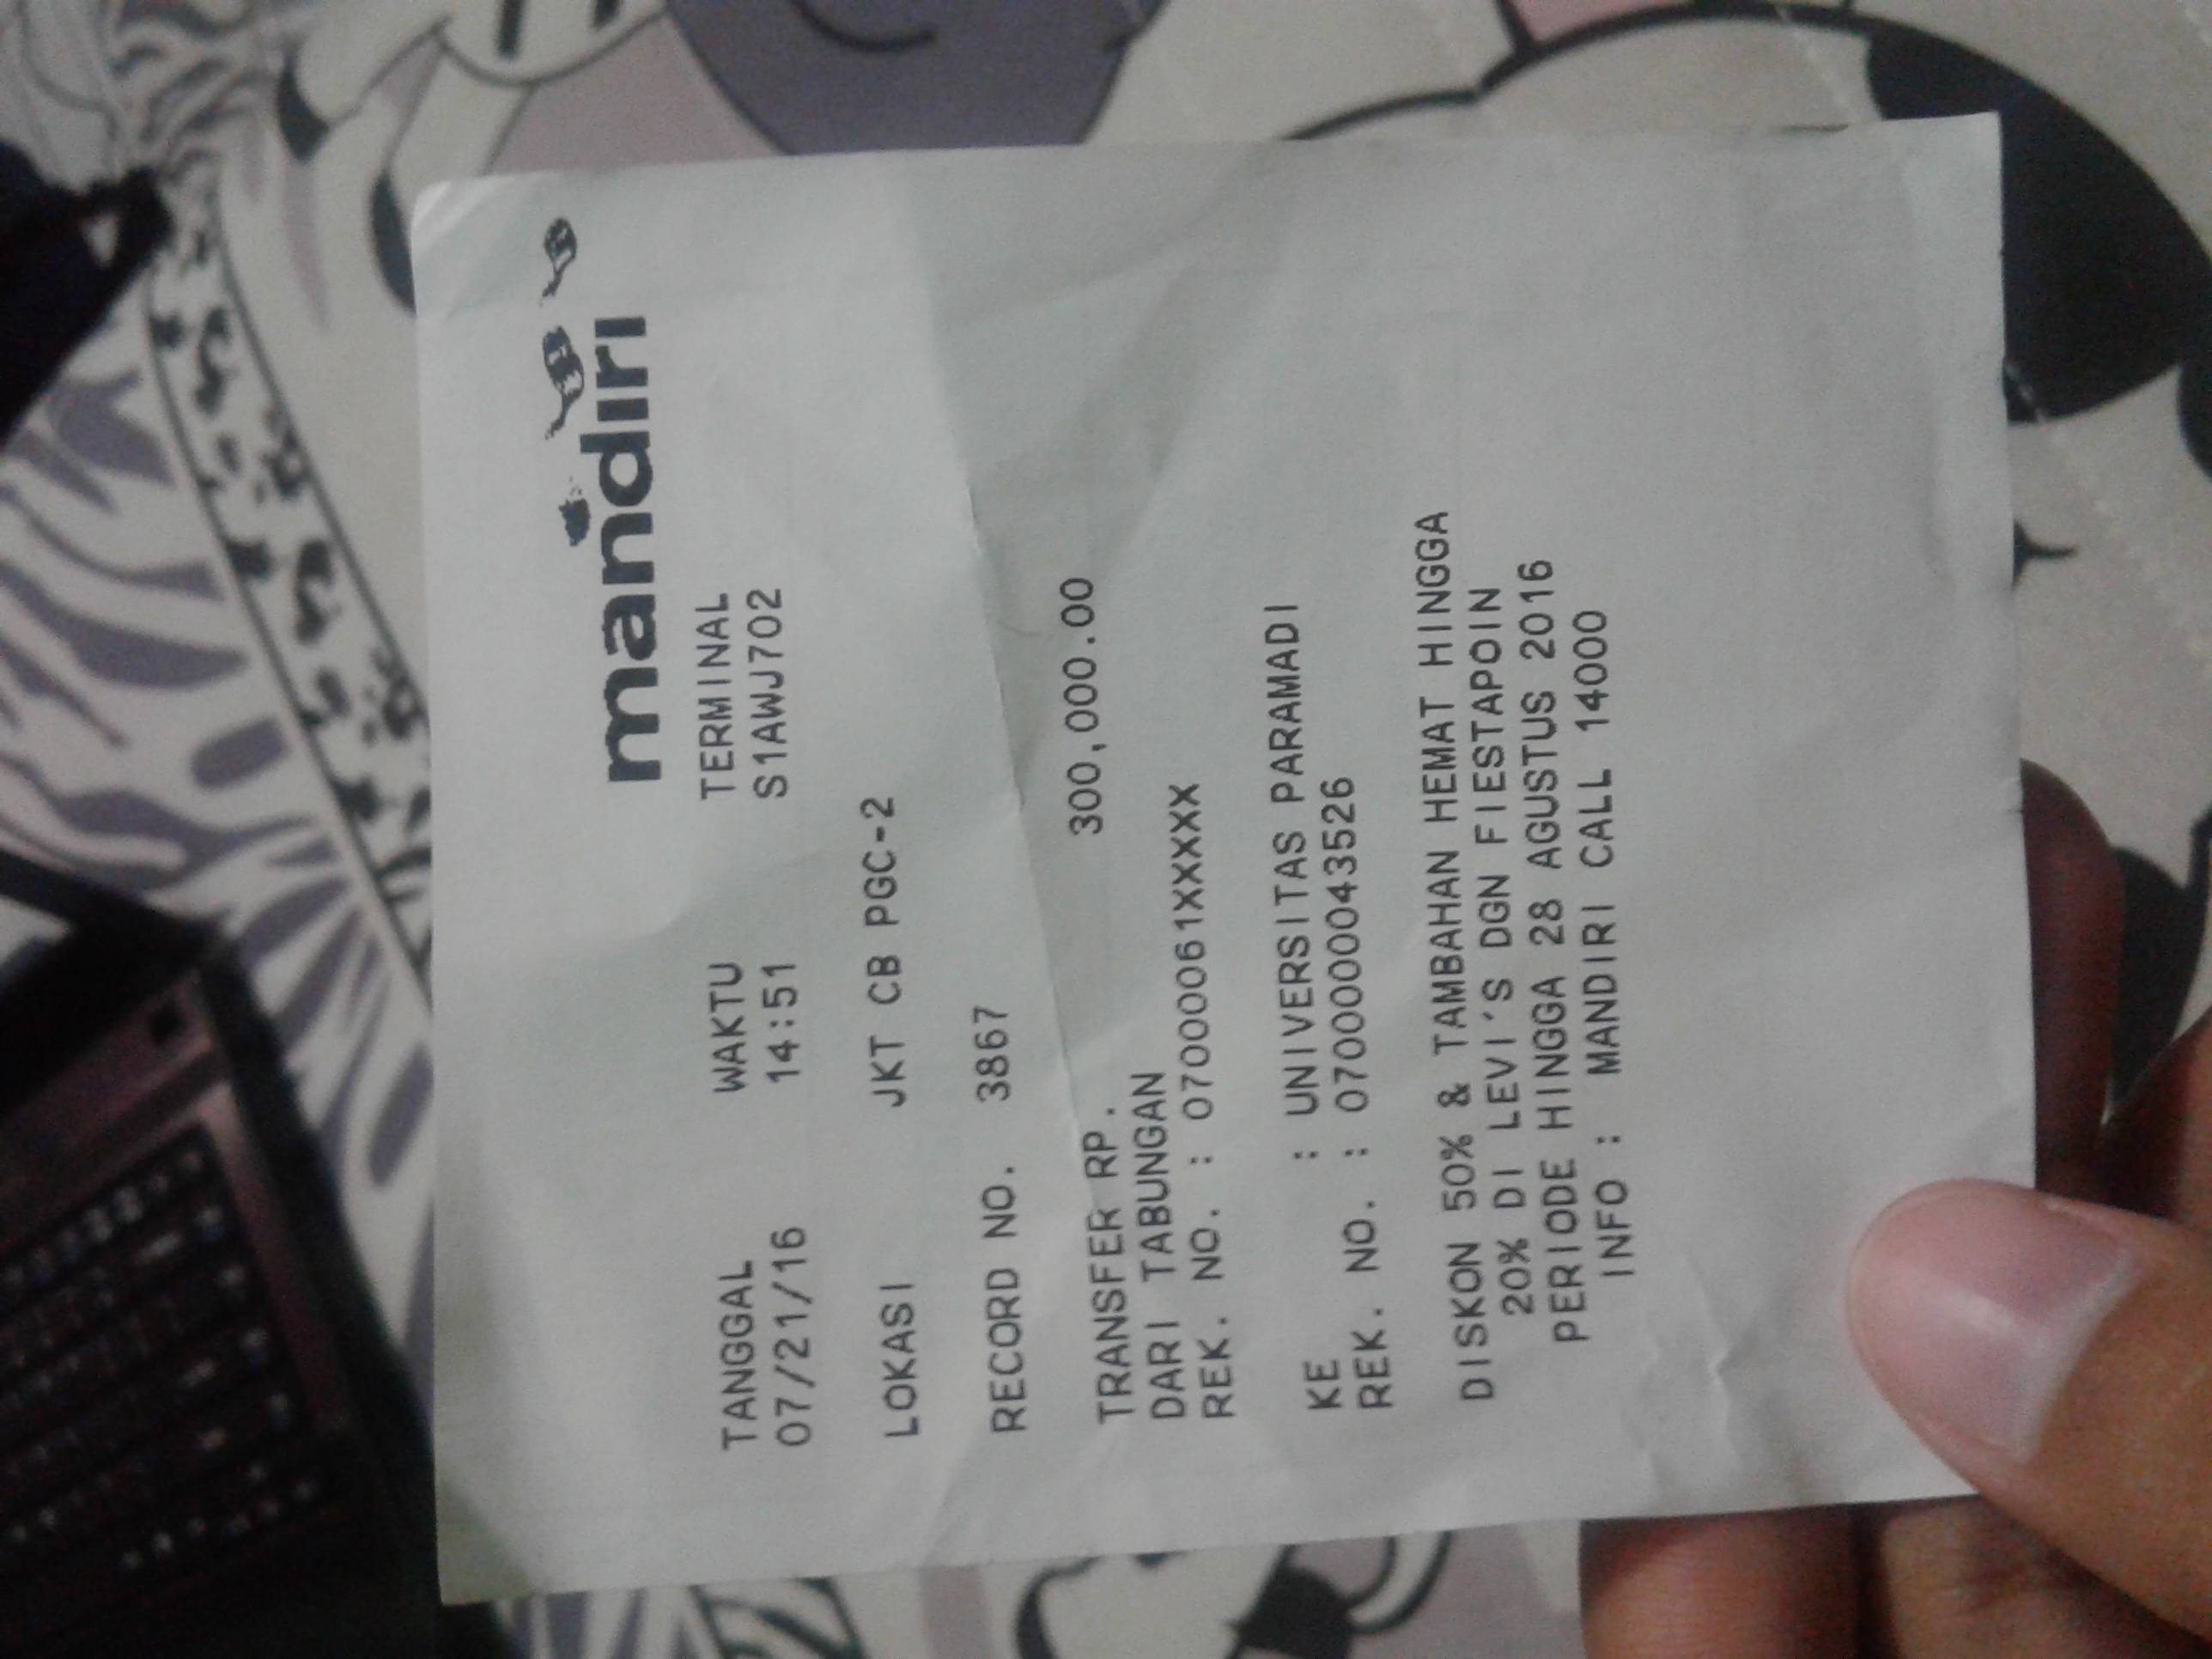 mandiri
TANGGAL WAKTU TERMINAL
07/21/16 14:51 S1AWJ702
LOKASI JKT CB PGC-2
RECORD NO. 3867
TRANSFER RP. 300,000.00
DARI TABUNGAN
REK. NO. : 07000061XXXXX
KE : UNIVERSITAS PARAMADI
REK. NO. : 0700000043526
DISKON 50% & TAMBAHAN HEMAT HINGGA
20% DI LEVI'S DGN FIESTAPOIN
PERIODE HINGGA 28 AGUSTUS 2016
INFO : MANDIRI CALL 14000